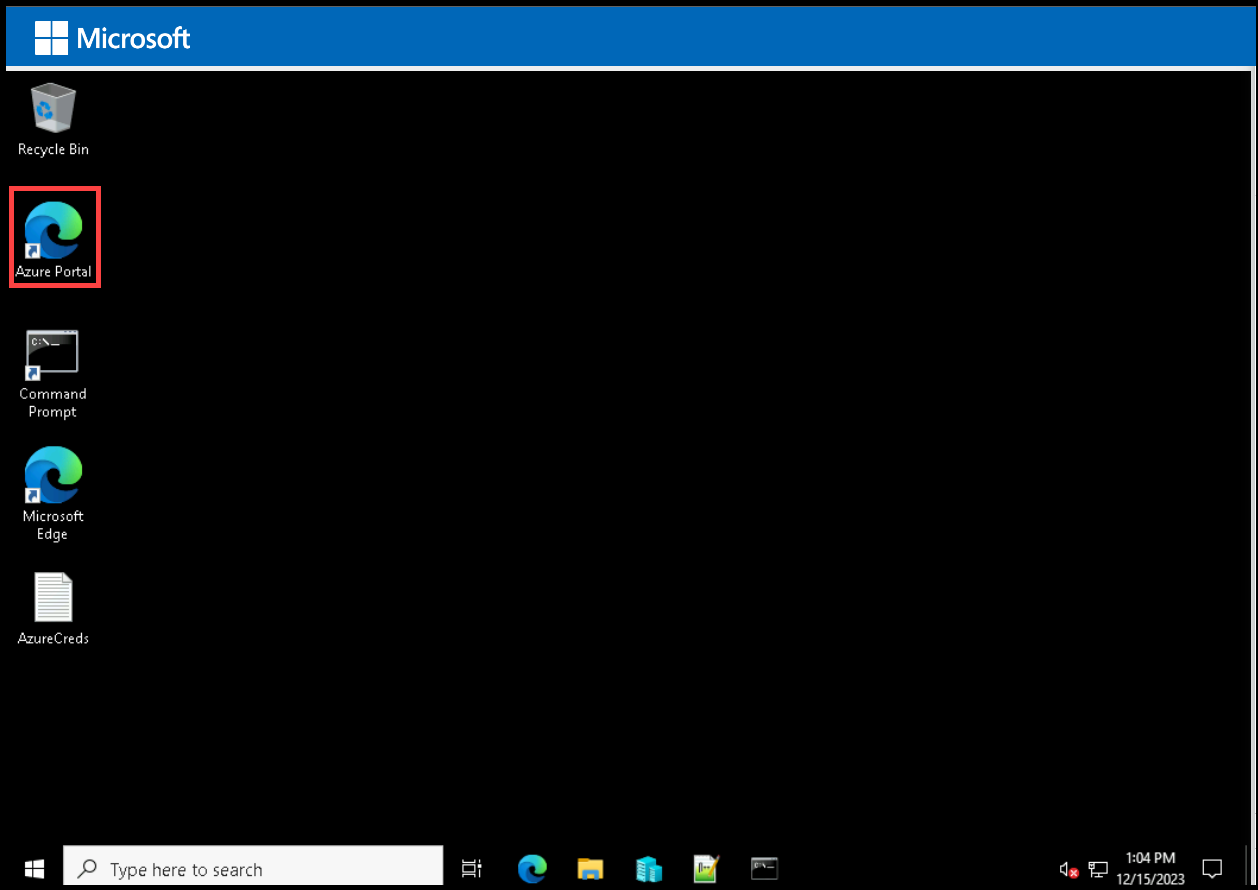 Microsoft
Recycle Bin
Azure Portal
C:\_
Command
Prompt
Microsoft
Edge
AzureCreds
Type here to search
1:04 PM
12/15/2023